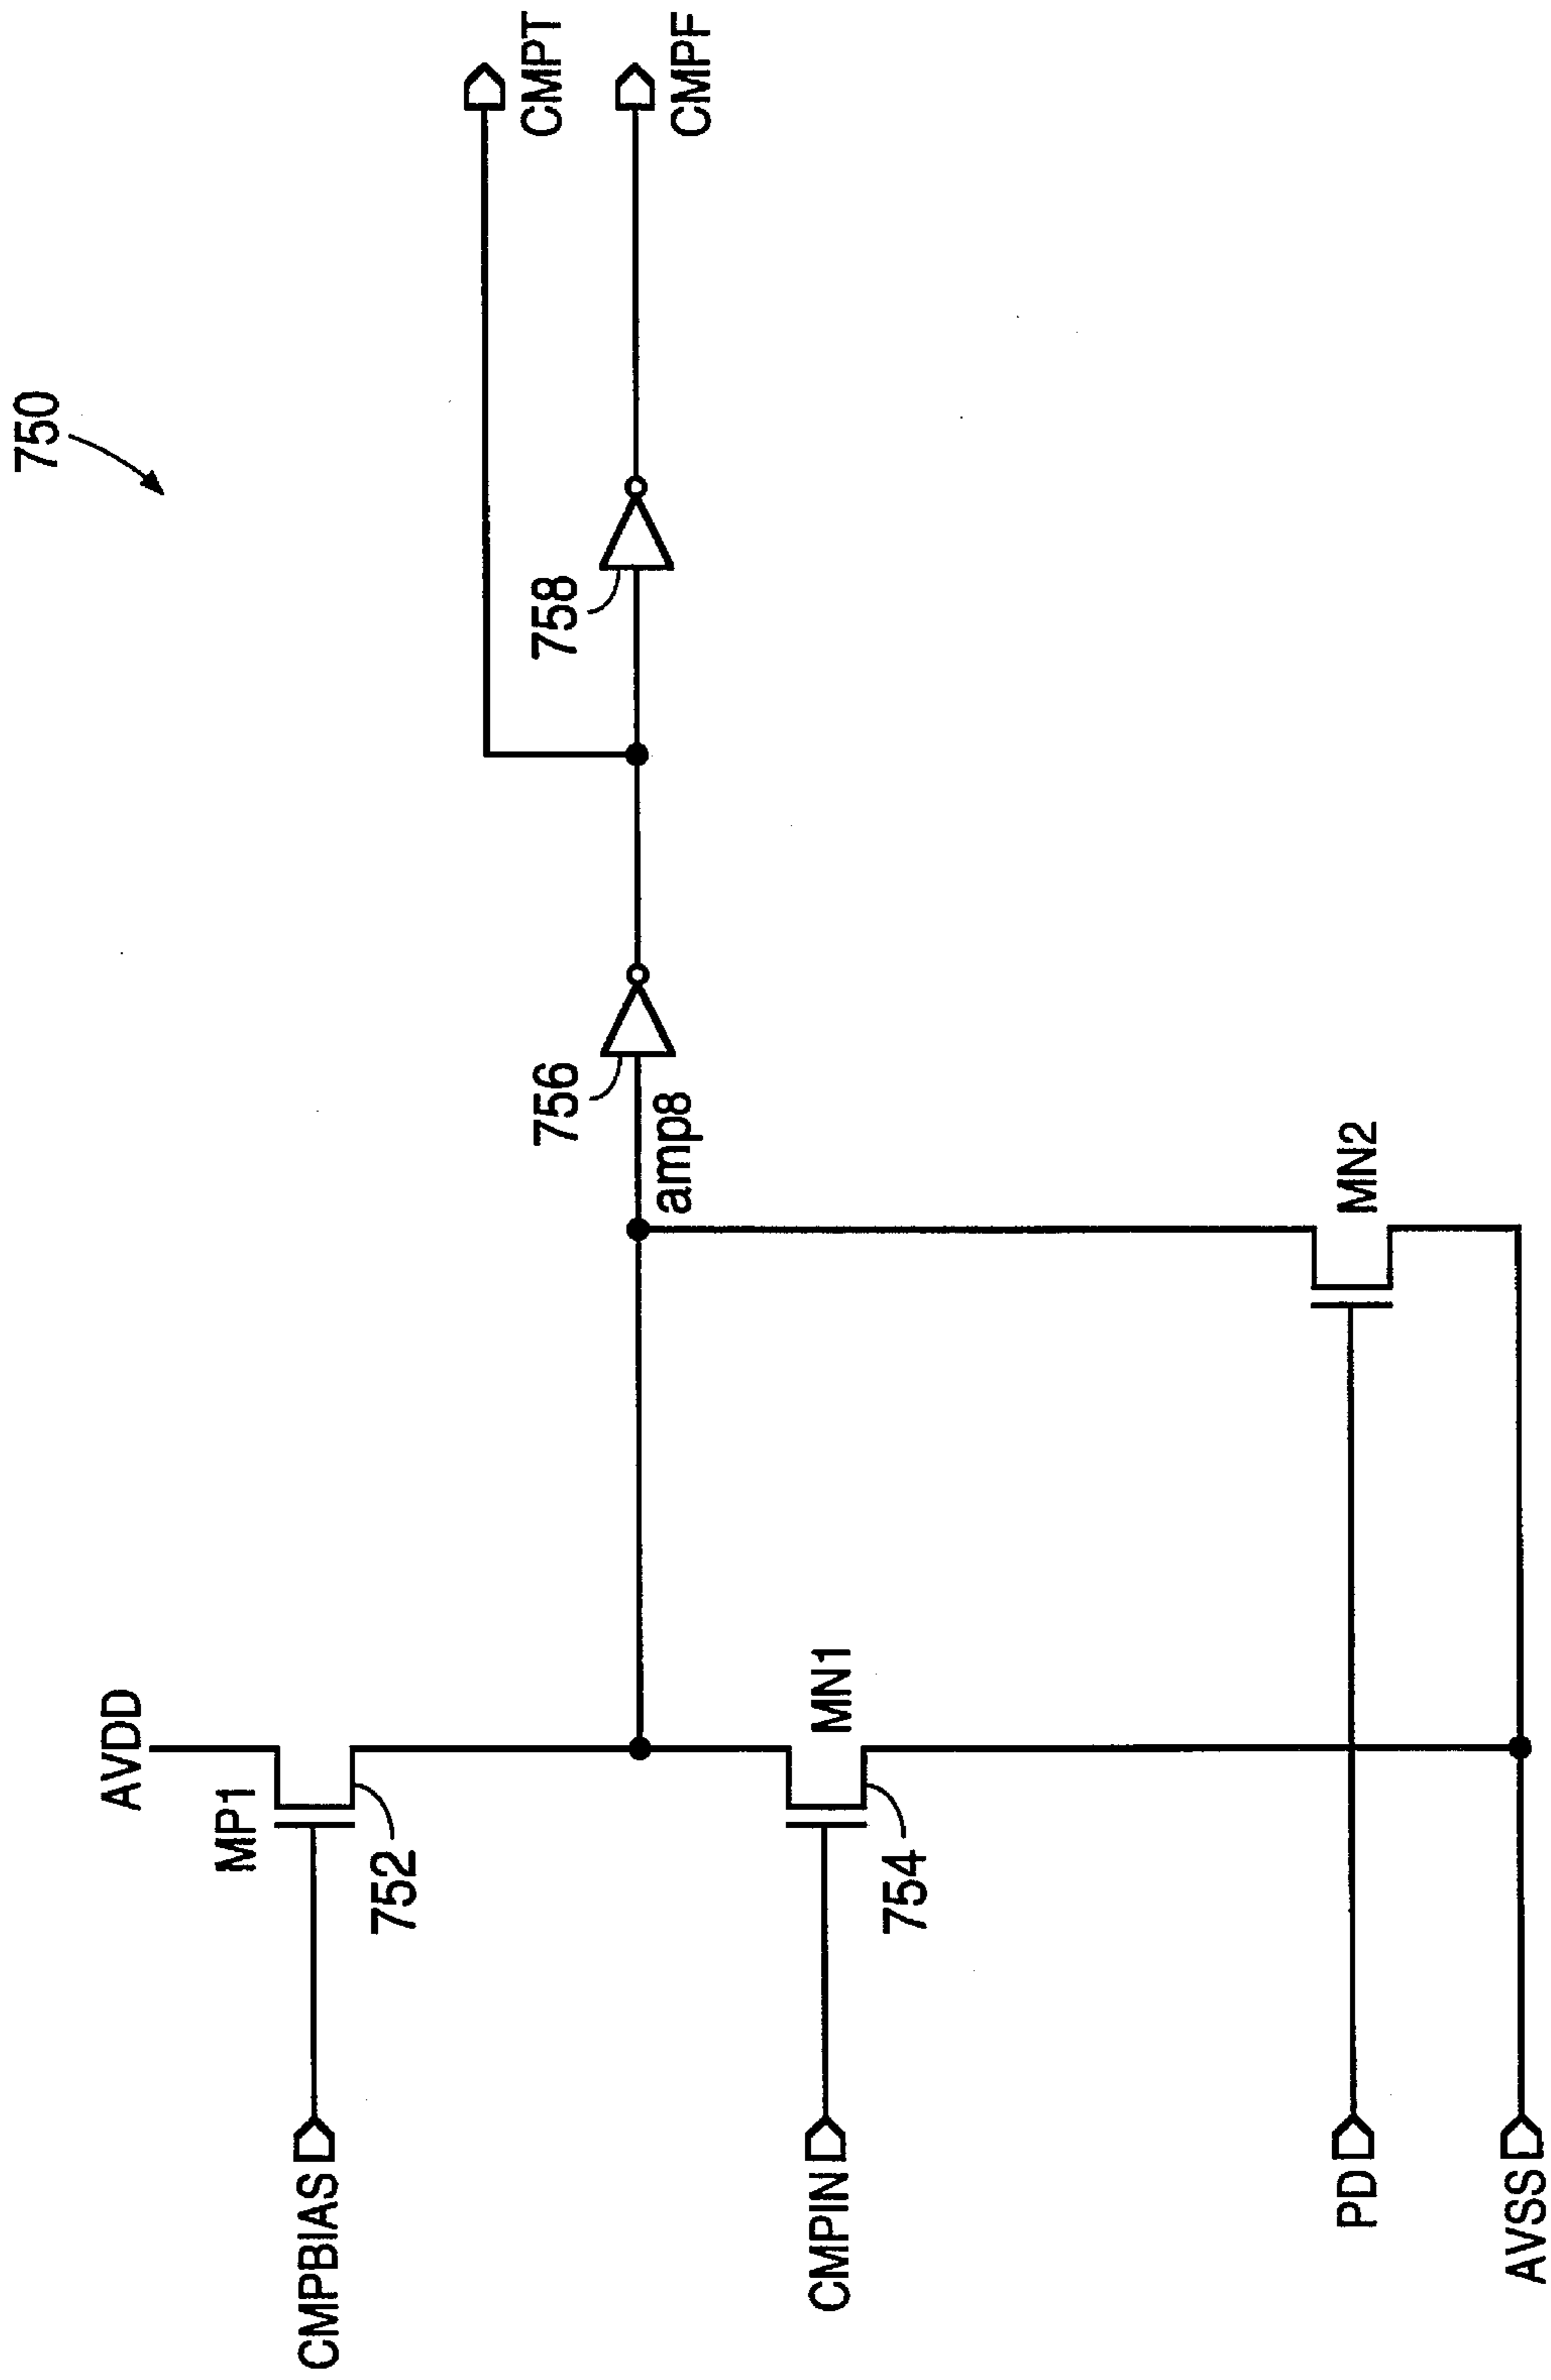 750
AVDD
MP1
CMPBIAS
752
CMPT
758
CMPF
756
amp8
MN1
CMPIN
754
MN2
PD
AVSS